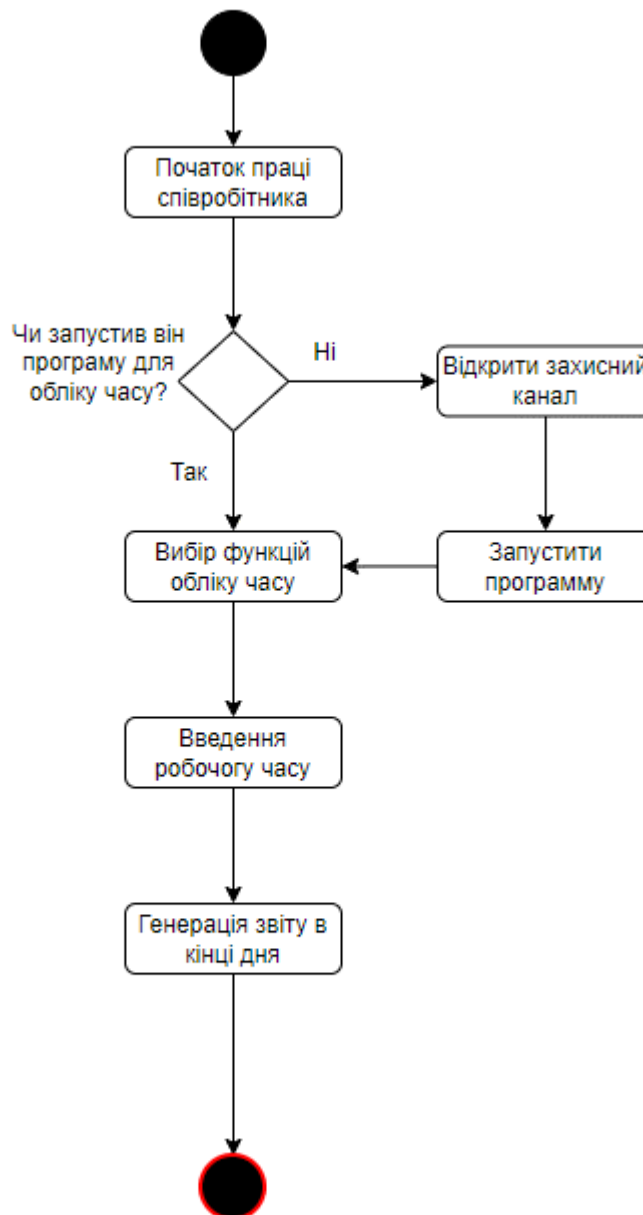 Початок праці
співробітника
Чи запустив він
програму для
обліку часу?
Ні
Відкрити захисний
канал
Так
Вибір функцій
обліку часу
Запустити
программу
Введення
робочого часу
Генерація звіту в
кінці дня